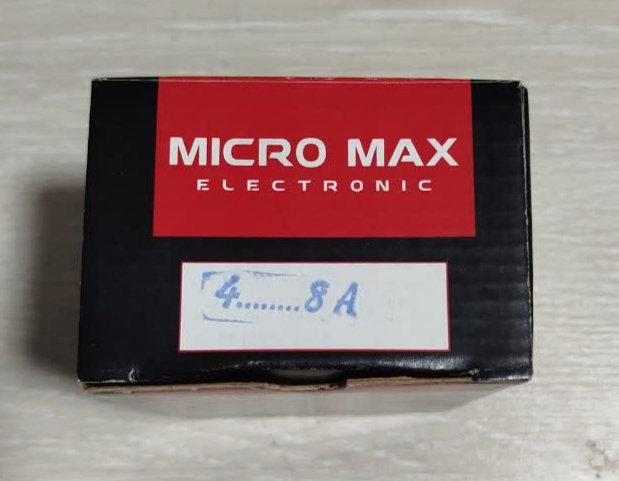 MICRO MAX
ELECTRONIC
4........8A